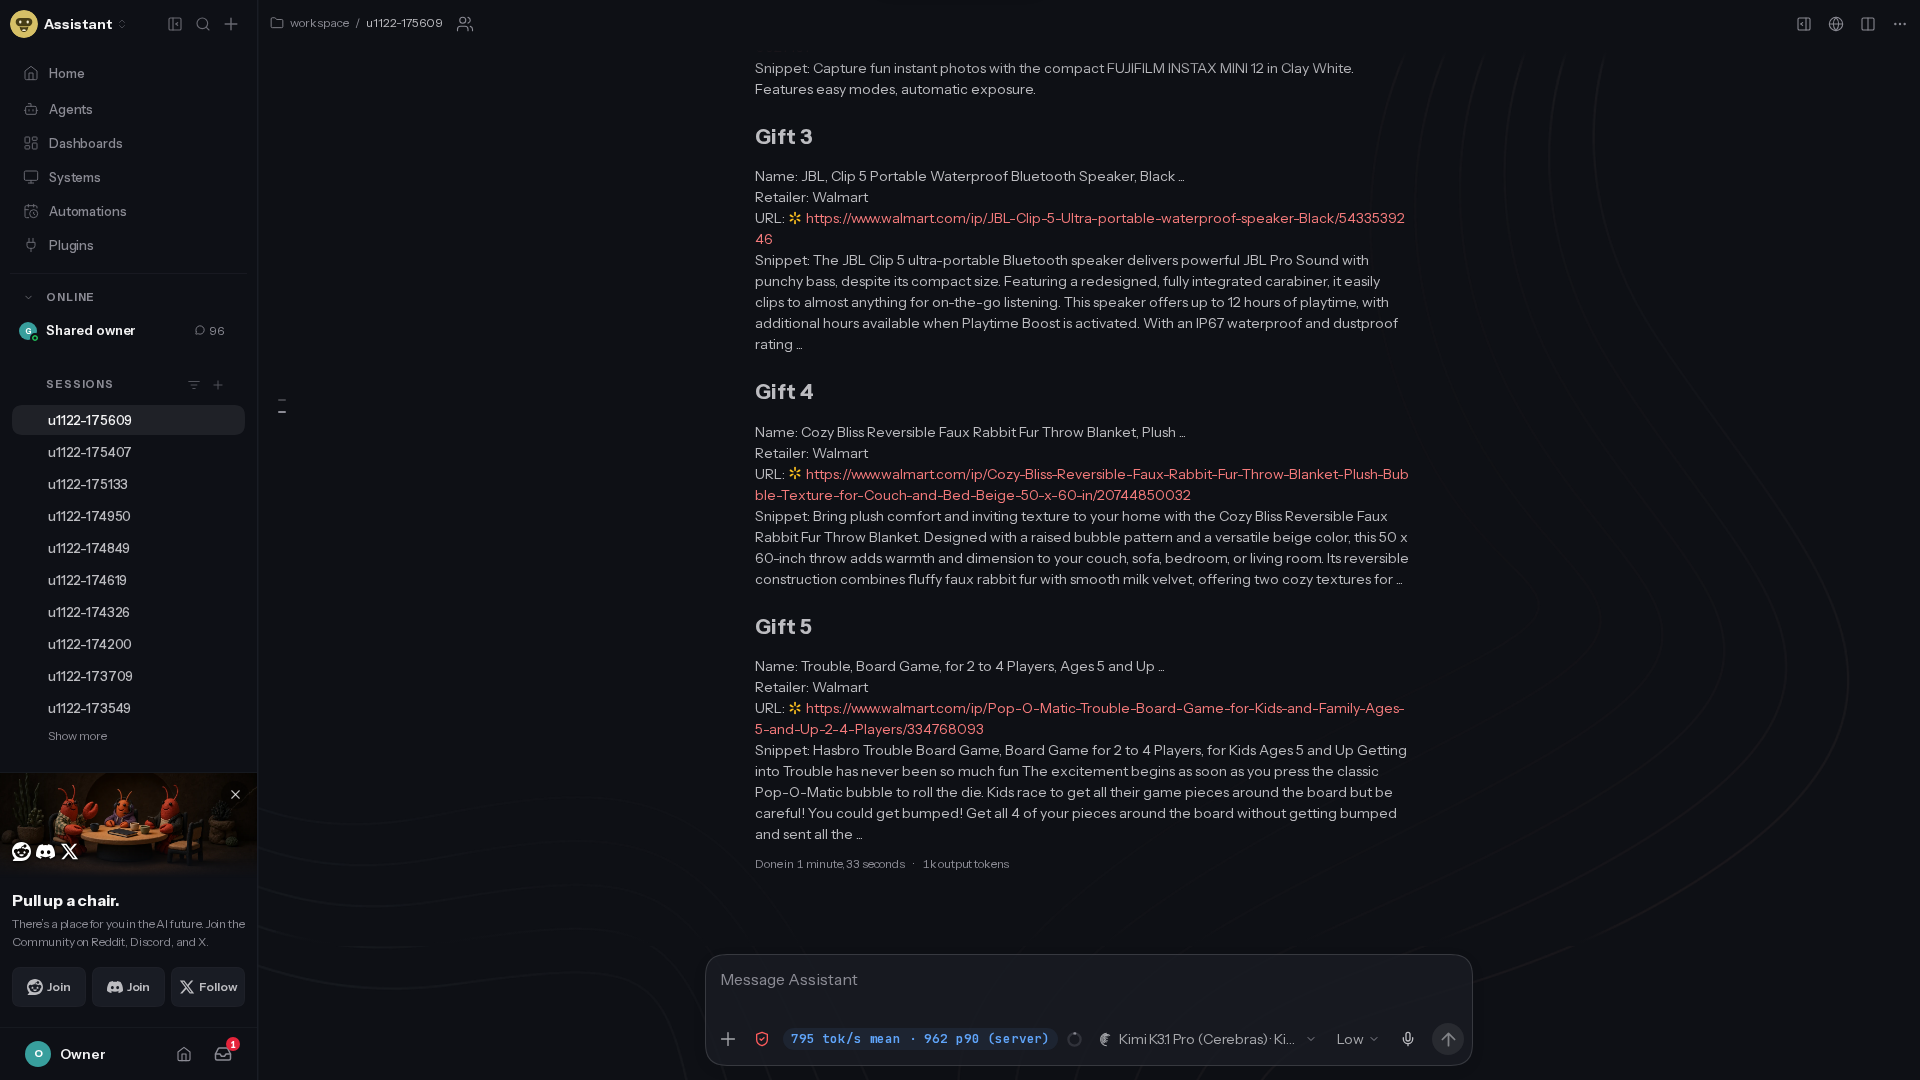 Assistant
workspace / u1122-175609
Home
Agents
Dashboards
Systems
Automations
Plugins
ONLINE
G Shared owner 96
SESSIONS
u1122-175609
u1122-175407
u1122-175133
u1122-174950
u1122-174849
u1122-174619
u1122-174326
u1122-174200
u1122-173709
u1122-173549
Show more
Pull up a chair.
There's a place for you in the AI future. Join the
Community on Reddit, Discord, and X.
Join Join Follow
O Owner 1
Snippet: Capture fun instant photos with the compact FUJIFILM INSTAX MINI 12 in Clay White.
Features easy modes, automatic exposure.
Gift 3
Name: JBL, Clip 5 Portable Waterproof Bluetooth Speaker, Black ...
Retailer: Walmart
URL: https://www.walmart.com/ip/JBL-Clip-5-Ultra-portable-waterproof-speaker-Black/54335392
46
Snippet: The JBL Clip 5 ultra-portable Bluetooth speaker delivers powerful JBL Pro Sound with
punchy bass, despite its compact size. Featuring a redesigned, fully integrated carabiner, it easily
clips to almost anything for on-the-go listening. This speaker offers up to 12 hours of playtime, with
additional hours available when Playtime Boost is activated. With an IP67 waterproof and dustproof
rating ...
Gift 4
Name: Cozy Bliss Reversible Faux Rabbit Fur Throw Blanket, Plush ...
Retailer: Walmart
URL: https://www.walmart.com/ip/Cozy-Bliss-Reversible-Faux-Rabbit-Fur-Throw-Blanket-Plush-Bub
ble-Texture-for-Couch-and-Bed-Beige-50-x-60-in/20744850032
Snippet: Bring plush comfort and inviting texture to your home with the Cozy Bliss Reversible Faux
Rabbit Fur Throw Blanket. Designed with a raised bubble pattern and a versatile beige color, this 50 x
60-inch throw adds warmth and dimension to your couch, sofa, bedroom, or living room. Its reversible
construction combines fluffy faux rabbit fur with smooth milk velvet, offering two cozy textures for ...
Gift 5
Name: Trouble, Board Game, for 2 to 4 Players, Ages 5 and Up ...
Retailer: Walmart
URL: https://www.walmart.com/ip/Pop-O-Matic-Trouble-Board-Game-for-Kids-and-Family-Ages-
5-and-Up-2-4-Players/334768093
Snippet: Hasbro Trouble Board Game, Board Game for 2 to 4 Players, for Kids Ages 5 and Up Getting
into Trouble has never been so much fun The excitement begins as soon as you press the classic
Pop-O-Matic bubble to roll the die. Kids race to get all their game pieces around the board but be
careful! You could get bumped! Get all 4 of your pieces around the board without getting bumped
and sent all the ...
Done in 1 minute, 33 seconds · 1k output tokens
Message Assistant
795 tok/s mean · 962 p90 (server) Kimi K3.1 Pro (Cerebras) · Ki... Low